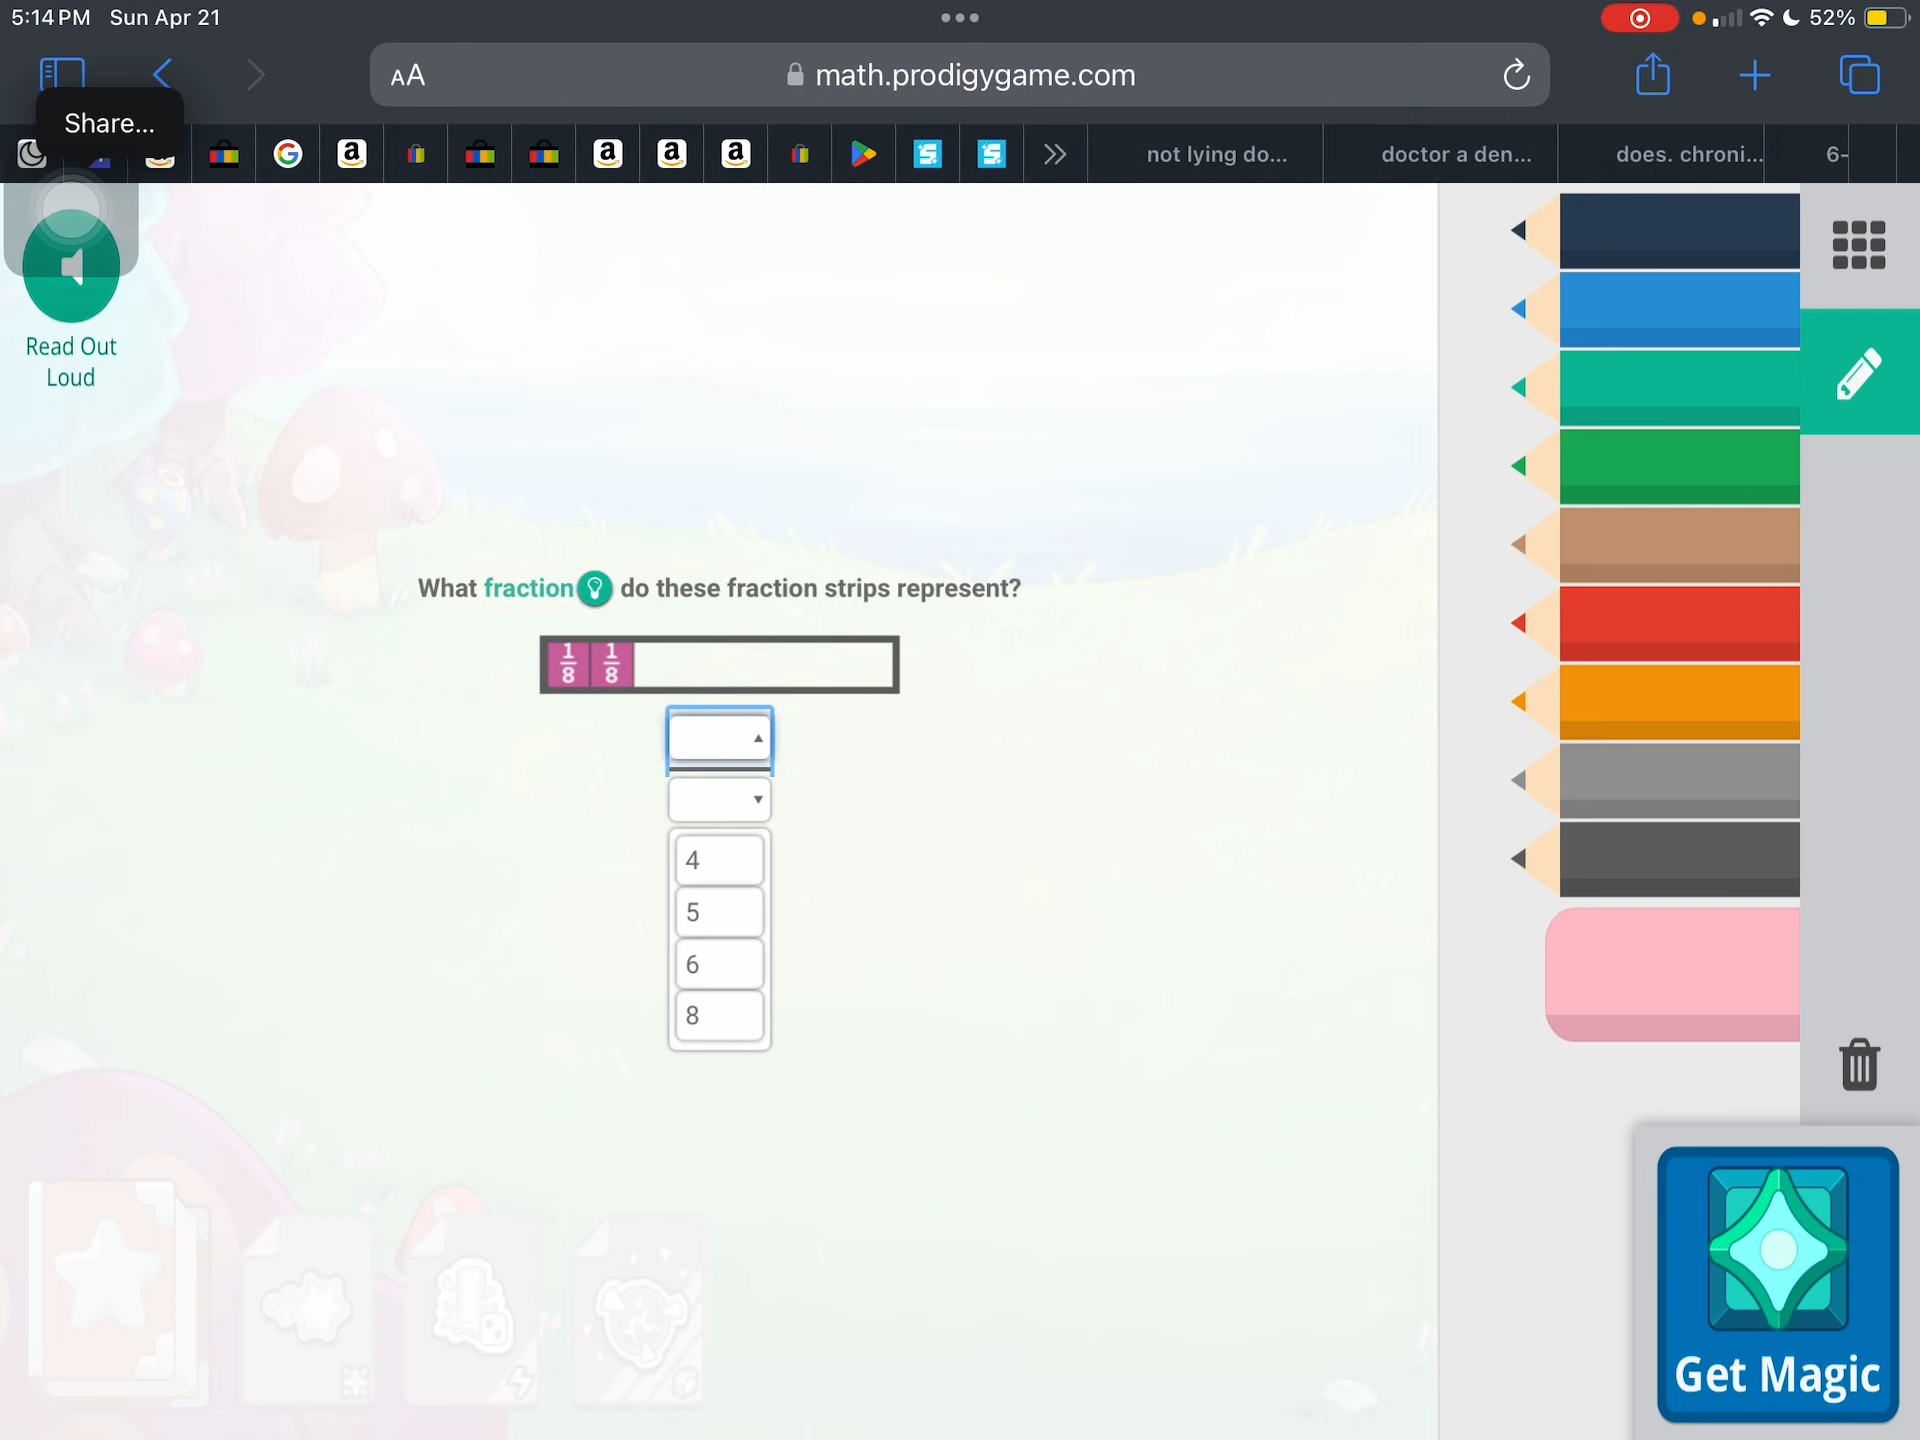 5:14 PM Sun Apr 21
52%
AA math.prodigygame.com
Share...
G a a a a
not lying do... doctor a den... does. chroni... 6-
Read Out
Loud
What fraction do these fraction strips represent?
1 1
8 8
4
5
6
8
Get Magic